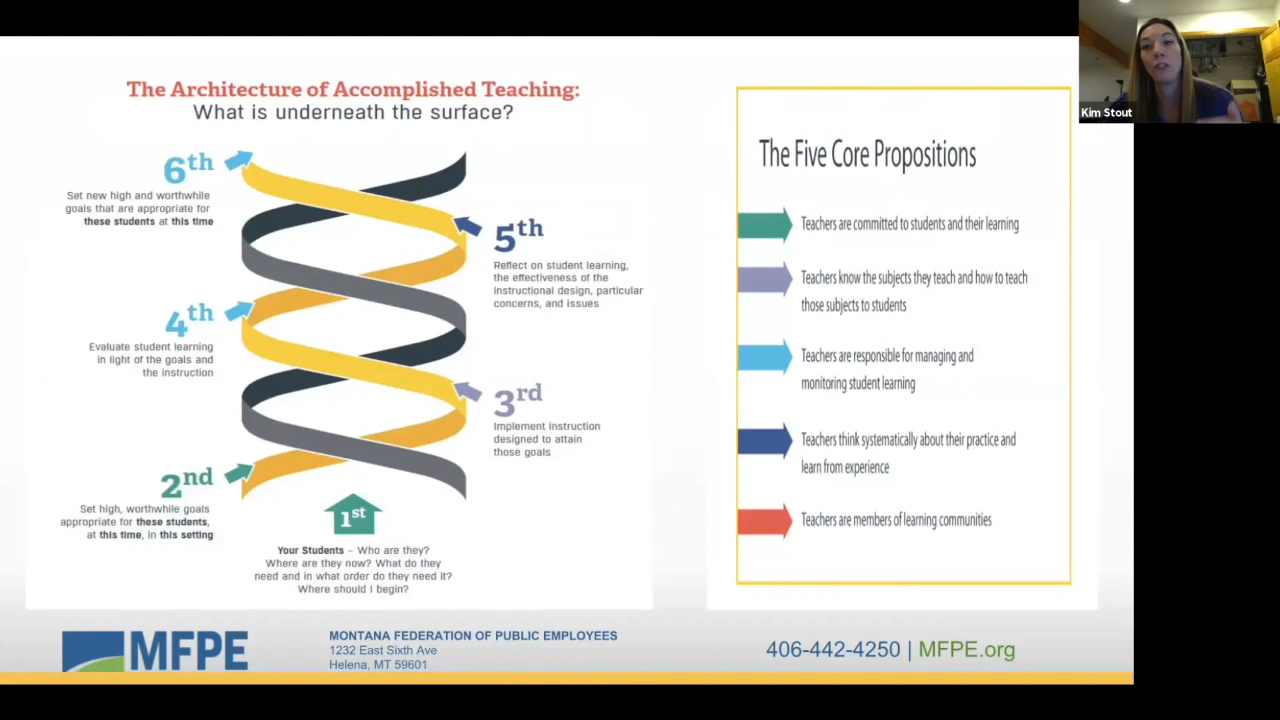 The Architecture of Accomplished Teaching:
What is underneath the surface?
6th
Set new high and worthwhile
goals that are appropriate for
these students at this time
5th
Reflect on student learning,
the effectiveness of the
instructional design, particular
concerns, and issues
4th
Evaluate student learning
in light of the goals and
the instruction
3rd
Implement instruction
designed to attain
those goals
2nd
Set high, worthwhile goals
appropriate for these students,
at this time, in this setting
1st
Your Students – Who are they?
Where are they now? What do they
need and in what order do they need it?
Where should I begin?
The Five Core Propositions
Teachers are committed to students and their learning
Teachers know the subjects they teach and how to teach
those subjects to students
Teachers are responsible for managing and
monitoring student learning
Teachers think systematically about their practice and
learn from experience
Teachers are members of learning communities
Kim Stout
MFPE
MONTANA FEDERATION OF PUBLIC EMPLOYEES
1232 East Sixth Ave
Helena, MT 59601
406-442-4250 | MFPE.org